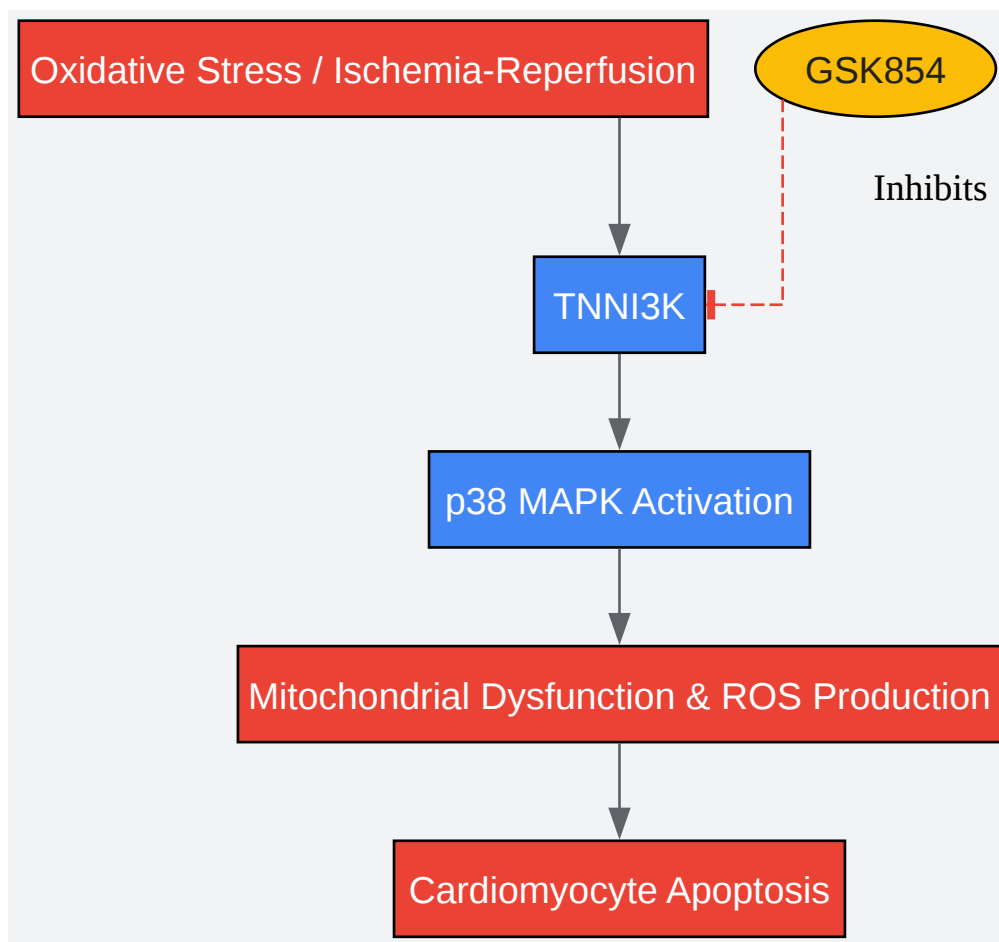 Oxidative Stress / Ischemia-Reperfusion
GSK854
Inhibits
TNNI3K
p38 MAPK Activation
Mitochondrial Dysfunction & ROS Production
Cardiomyocyte Apoptosis